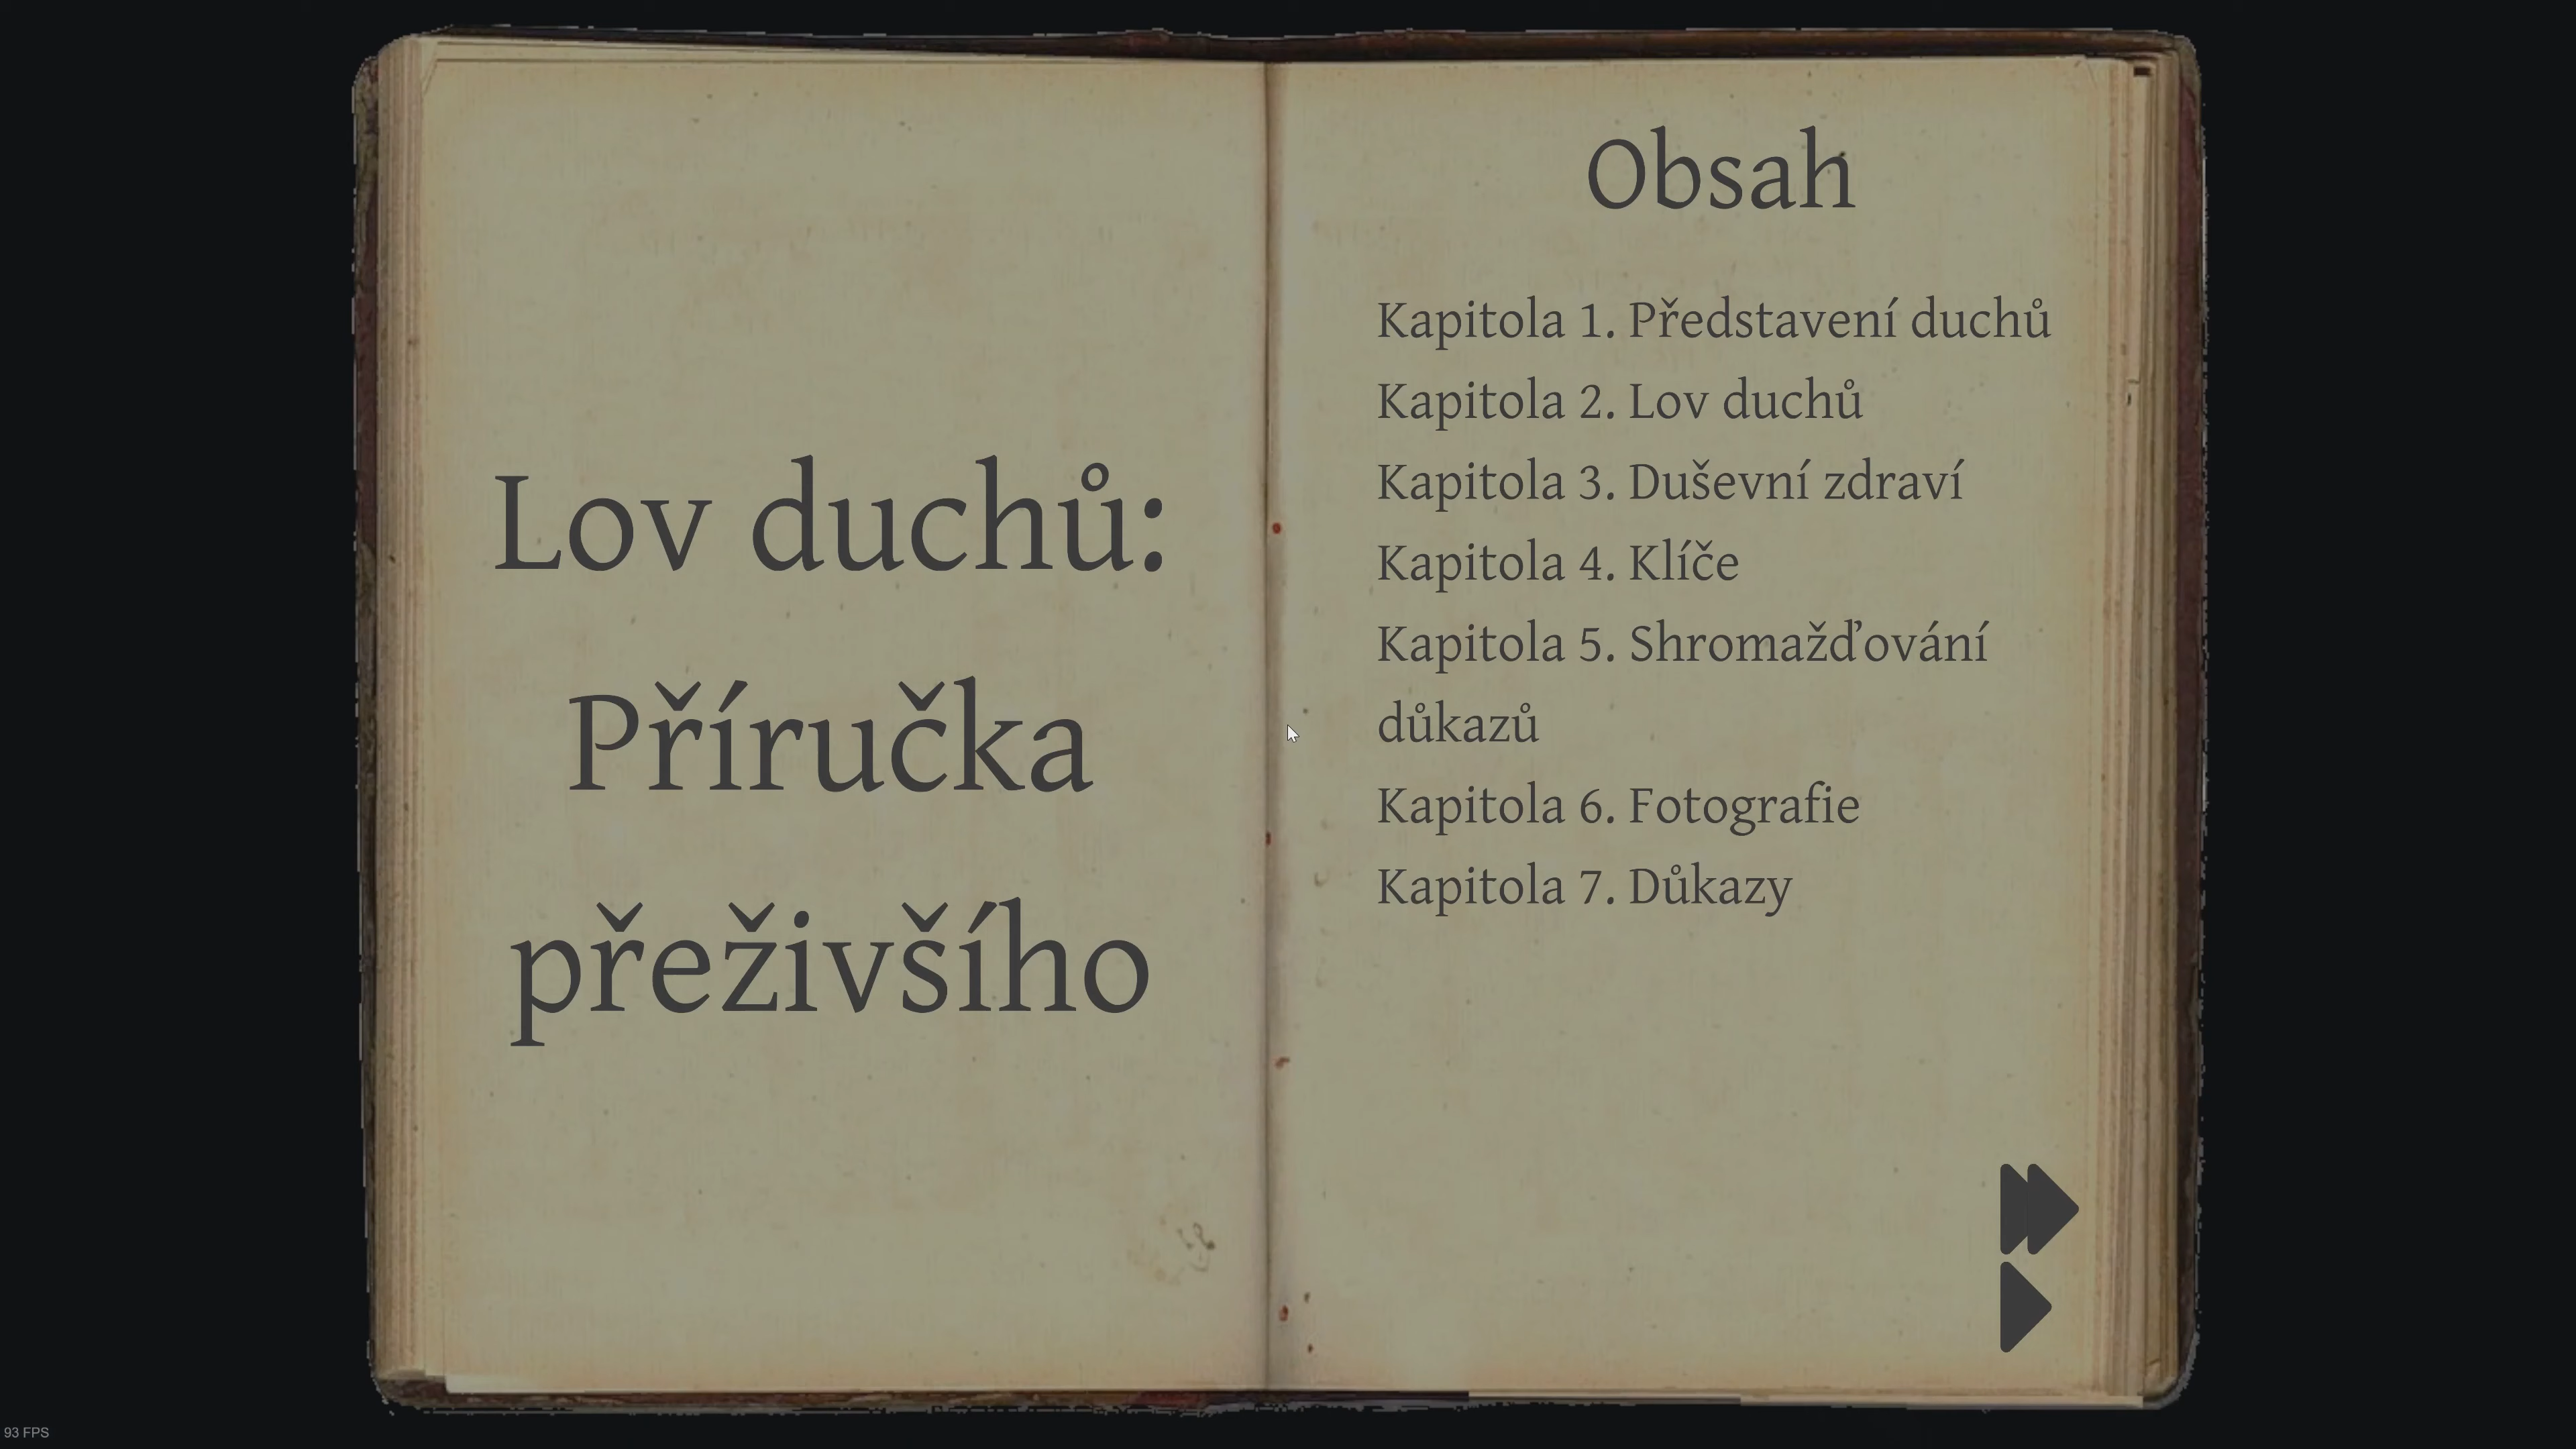 Lov duchů:
Příručka
přeživšího
Obsah
Kapitola 1. Představení duchů
Kapitola 2. Lov duchů
Kapitola 3. Duševní zdraví
Kapitola 4. Klíče
Kapitola 5. Shromažďování
důkazů
Kapitola 6. Fotografie
Kapitola 7. Důkazy
93 FPS